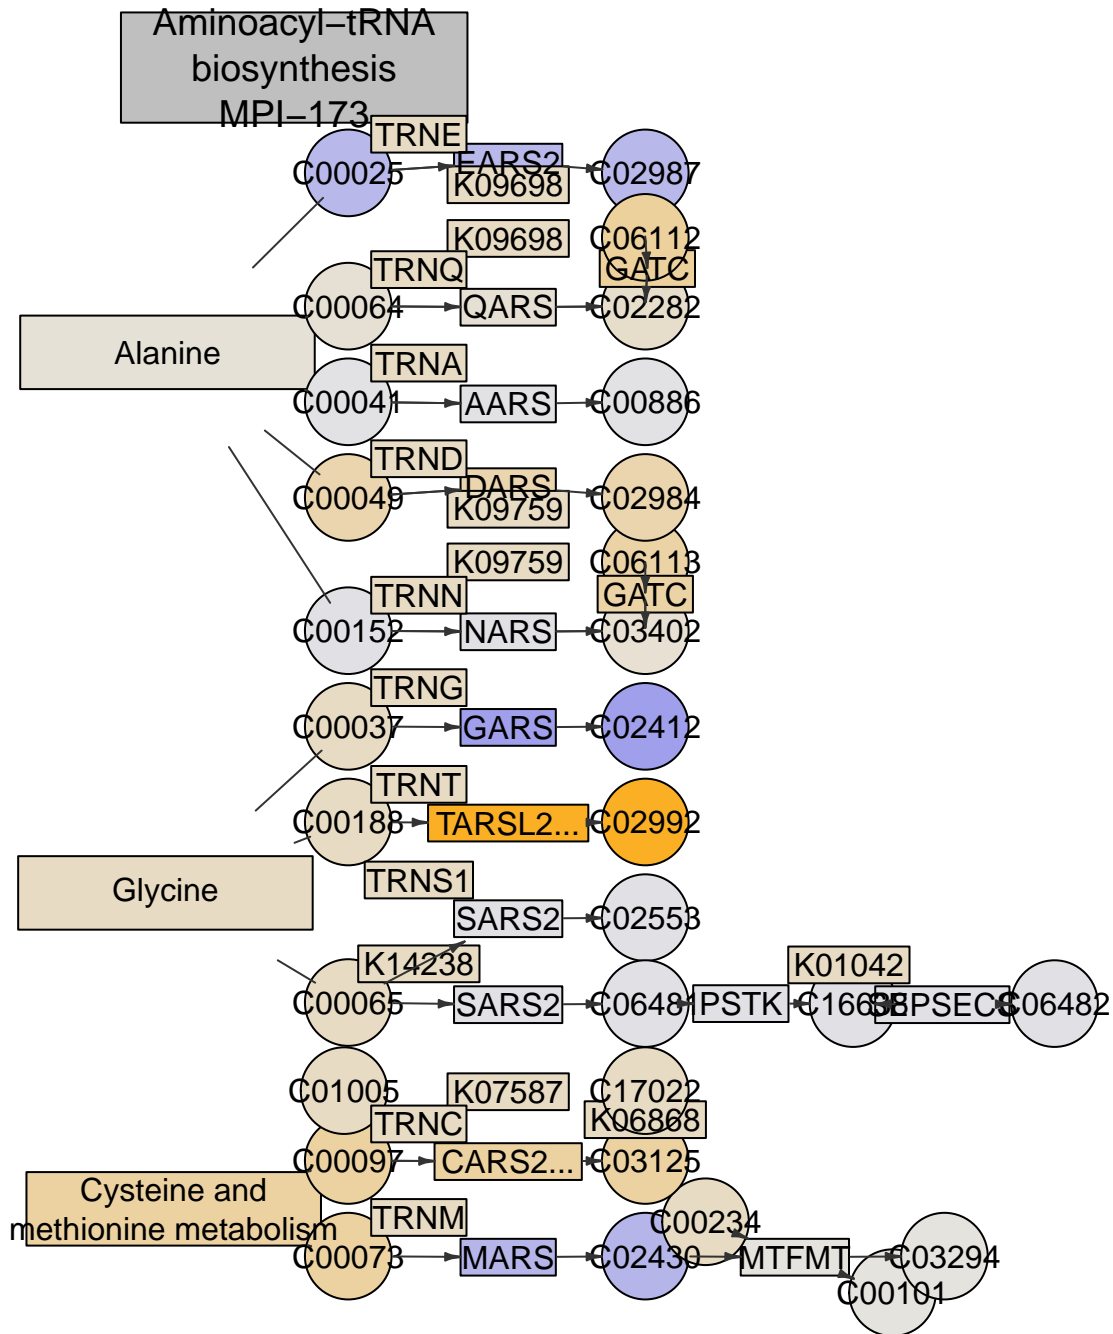 Aminoacyl−tRNA
biosynthesis
MPI−173
TRNE
C00025
EARS2
C02987
K09698
K09698
C06112
TRNQ
GATC
C00064
QARS
C02282
Alanine
TRNA
C00041
AARS
C00886
TRND
C00049
DARS
C02984
K09759
K09759
C06113
TRNN
GATC
C00152
NARS
C03402
TRNG
C00037
GARS
C02412
TRNT
C00188
TARSL2...
C02992
Glycine
TRNS1
SARS2
C02553
K14238
K01042
C00065
SARS2
C06481
PSTK
SEPSECS
C06482
C01005
K07587
C17022
TRNC
K06868
C00097
CARS2...
C03125
Cysteine and
methionine metabolism
TRNM
C00234
C00073
MARS
C02430
MTFMT
C03294
C00101